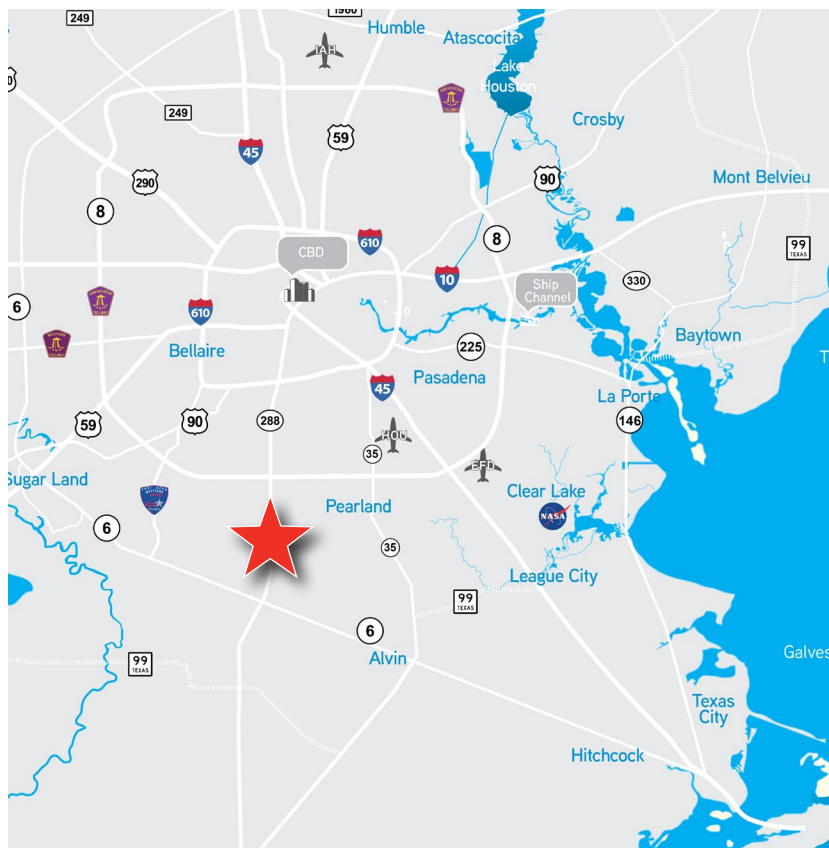 1960
249
Humble
Atascocita
IAH
Lake
Houston
249
59
45
Crosby
90
290
Mont Belvieu
8
610
8
99
TEXAS
CBD
10
330
Ship
Channel
6
610
225
Baytown
Bellaire
Pasadena
45
La Porte
59
90
288
146
HOU
35
EFD
Sugar Land
Clear Lake
Pearland
NASA
6
35
League City
99
TEXAS
6
Alvin
99
TEXAS
Galves
Texas
City
Hitchcock